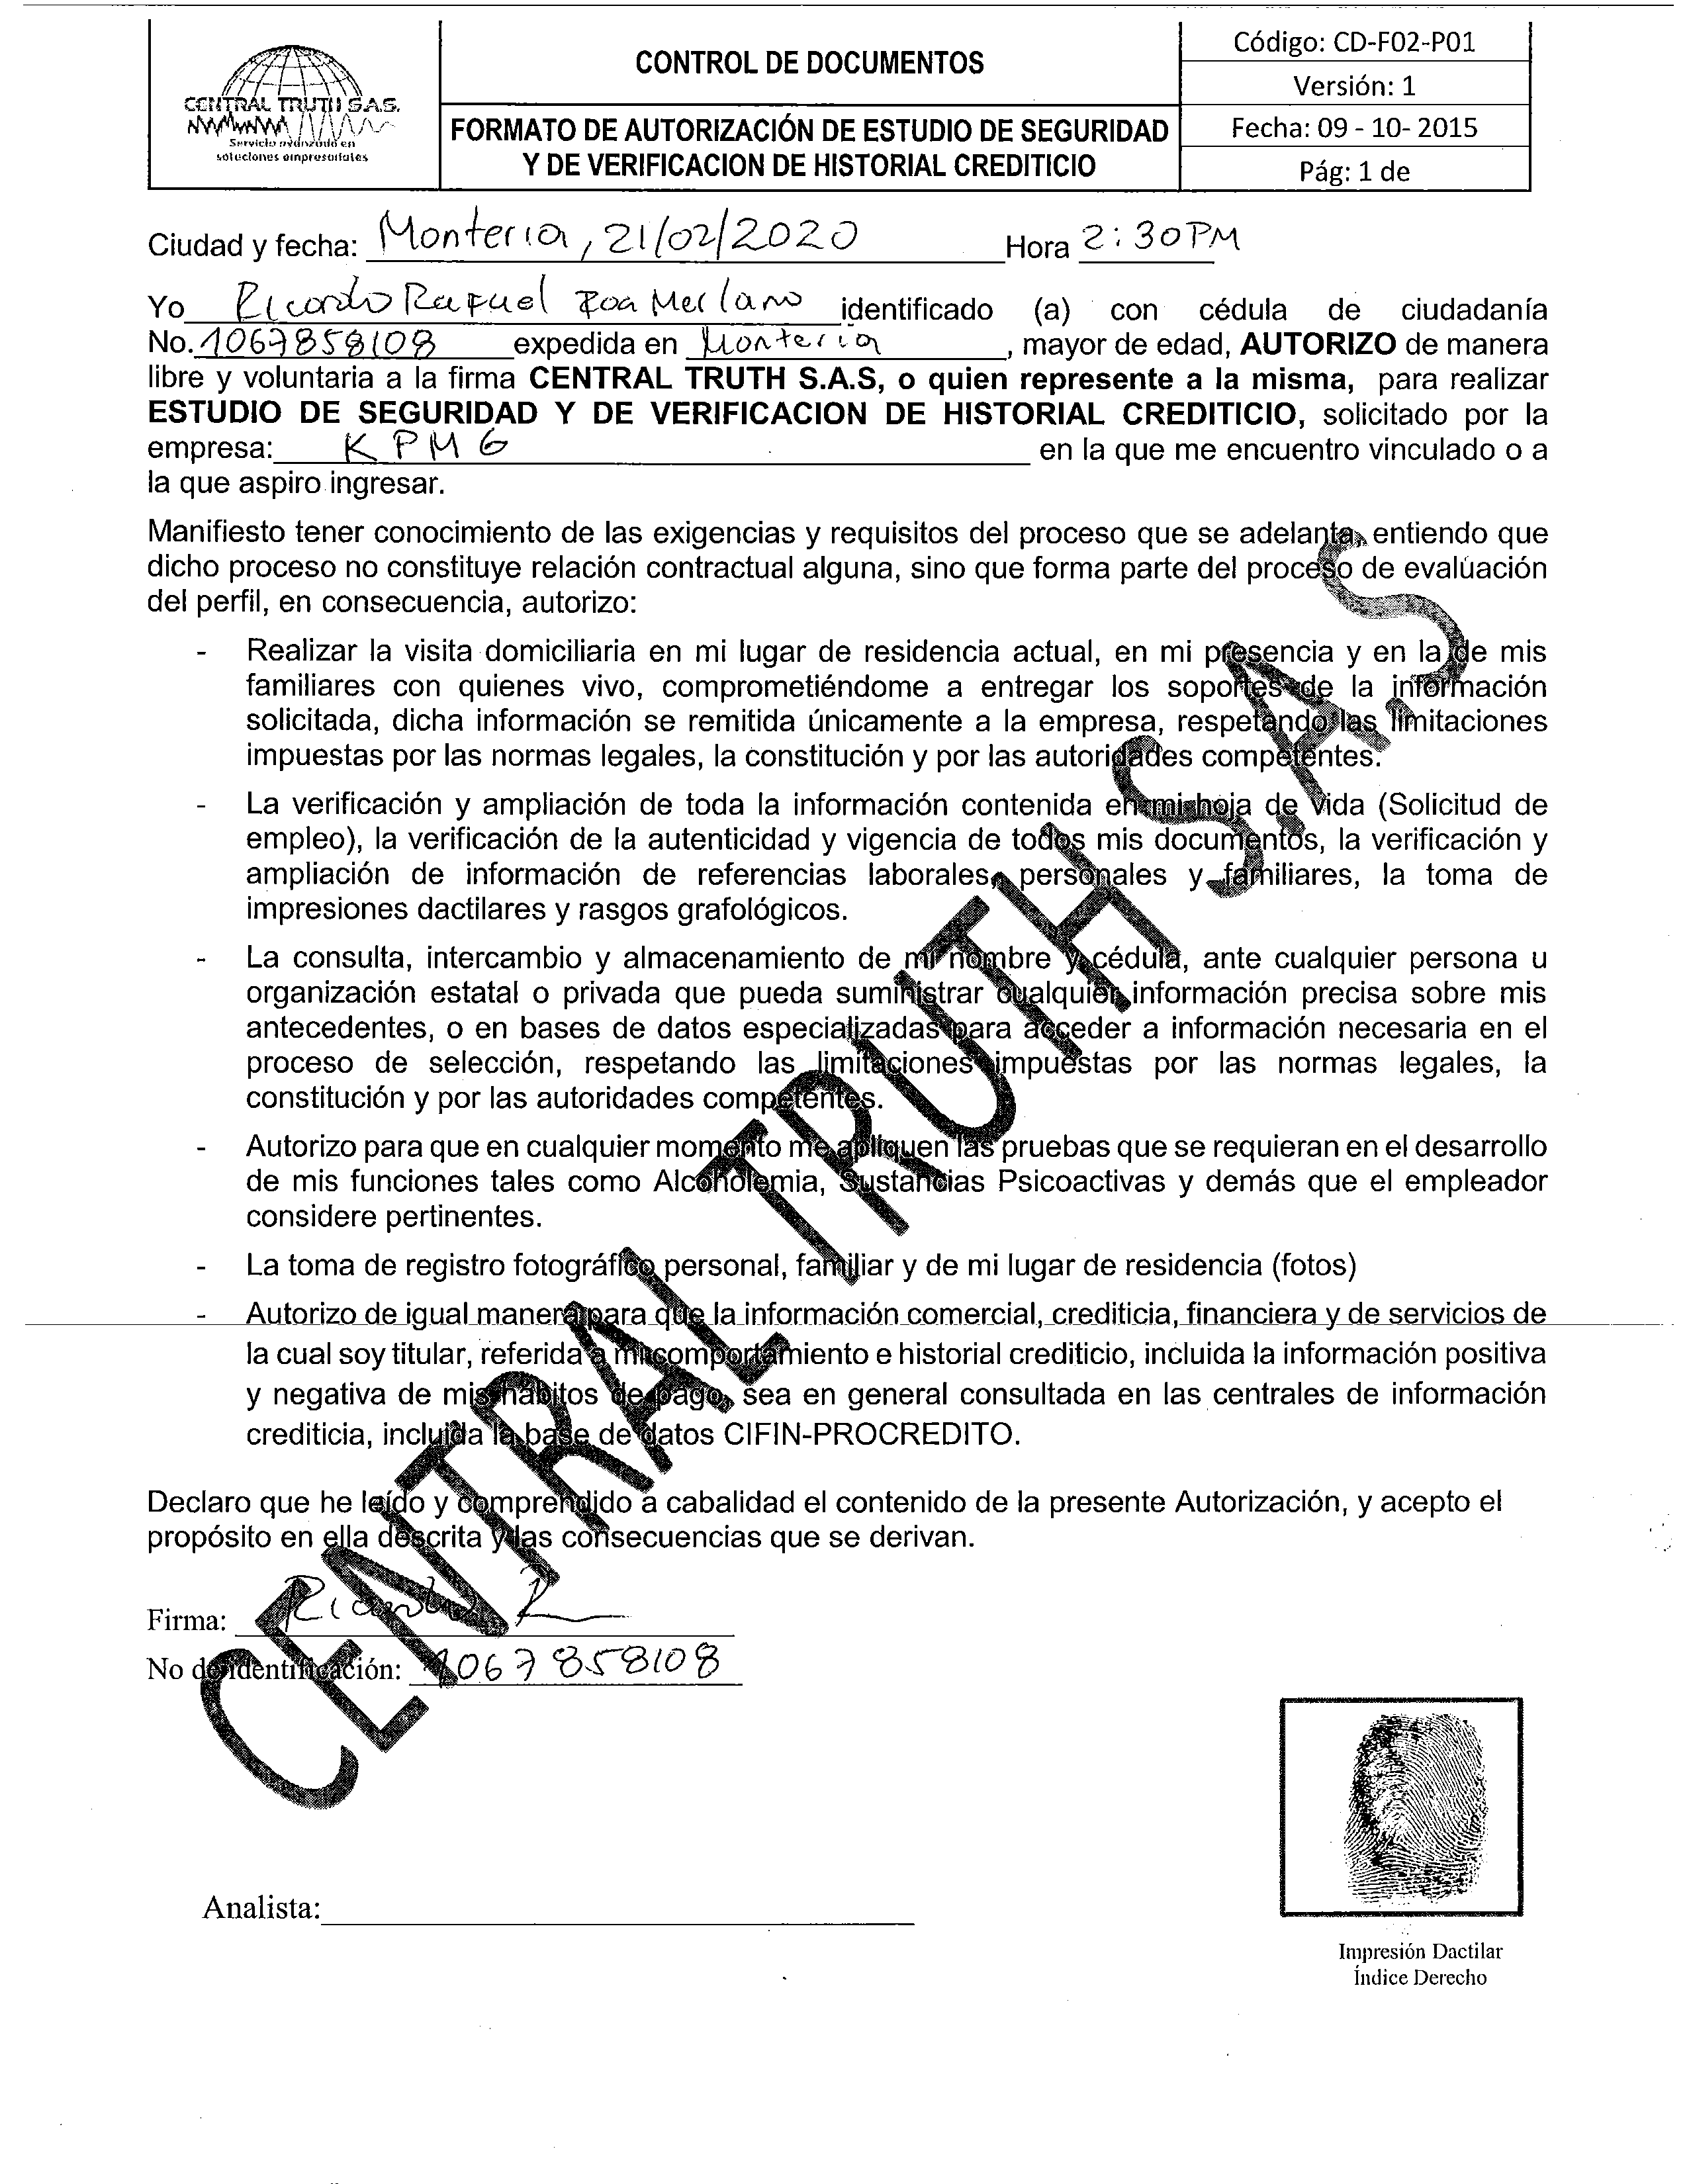 CENTRAL TRUTH S.A.S.
Servicio avanzado en
soluciones empresariales
CONTROL DE DOCUMENTOS
FORMATO DE AUTORIZACIÓN DE ESTUDIO DE SEGURIDAD
Y DE VERIFICACION DE HISTORIAL CREDITICIO
Código: CD-F02-P01
Versión: 1
Fecha: 09 - 10- 2015
Pág: 1 de
Ciudad y fecha: Monteria, 21/02/2020 Hora 2:30PM
Yo Ricardo Rafael Roa Merlano identificado (a) con cédula de ciudadanía
No. 1067858108 expedida en Monteria, mayor de edad, AUTORIZO de manera
libre y voluntaria a la firma CENTRAL TRUTH S.A.S, o quien represente a la misma, para realizar
ESTUDIO DE SEGURIDAD Y DE VERIFICACION DE HISTORIAL CREDITICIO, solicitado por la
empresa: KPMG en la que me encuentro vinculado o a
la que aspiro ingresar.
Manifiesto tener conocimiento de las exigencias y requisitos del proceso que se adelanta, entiendo que
dicho proceso no constituye relación contractual alguna, sino que forma parte del proceso de evaluación
del perfil, en consecuencia, autorizo:
- Realizar la visita domiciliaria en mi lugar de residencia actual, en mi presencia y en la de mis
familiares con quienes vivo, comprometiéndome a entregar los soportes de la información
solicitada, dicha información se remitida únicamente a la empresa, respetando las limitaciones
impuestas por las normas legales, la constitución y por las autoridades competentes.
- La verificación y ampliación de toda la información contenida en mi hoja de Vida (Solicitud de
empleo), la verificación de la autenticidad y vigencia de todos mis documentos, la verificación y
ampliación de información de referencias laborales, personales y familiares, la toma de
impresiones dactilares y rasgos grafológicos.
- La consulta, intercambio y almacenamiento de mi nombre y cédula, ante cualquier persona u
organización estatal o privada que pueda suministrar cualquier información precisa sobre mis
antecedentes, o en bases de datos especializadas para acceder a información necesaria en el
proceso de selección, respetando las limitaciones impuestas por las normas legales, la
constitución y por las autoridades competentes.
- Autorizo para que en cualquier momento me apliquen las pruebas que se requieran en el desarrollo
de mis funciones tales como Alcoholemia, Sustancias Psicoactivas y demás que el empleador
considere pertinentes.
- La toma de registro fotográfico personal, familiar y de mi lugar de residencia (fotos)
- Autorizo de igual manera para que la información comercial, crediticia, financiera y de servicios de
la cual soy titular, referida a mi comportamiento e historial crediticio, incluida la información positiva
y negativa de mis hábitos de pago, sea en general consultada en las centrales de información
crediticia, incluida la base de datos CIFIN-PROCREDITO.
Declaro que he leído y comprendido a cabalidad el contenido de la presente Autorización, y acepto el
propósito en ella descrita y las consecuencias que se derivan.
Firma: Ricardo R
No de identificación: 1067858108
CENTRAL TRUTH S.A.S
Analista:
Impresión Dactilar
Índice Derecho